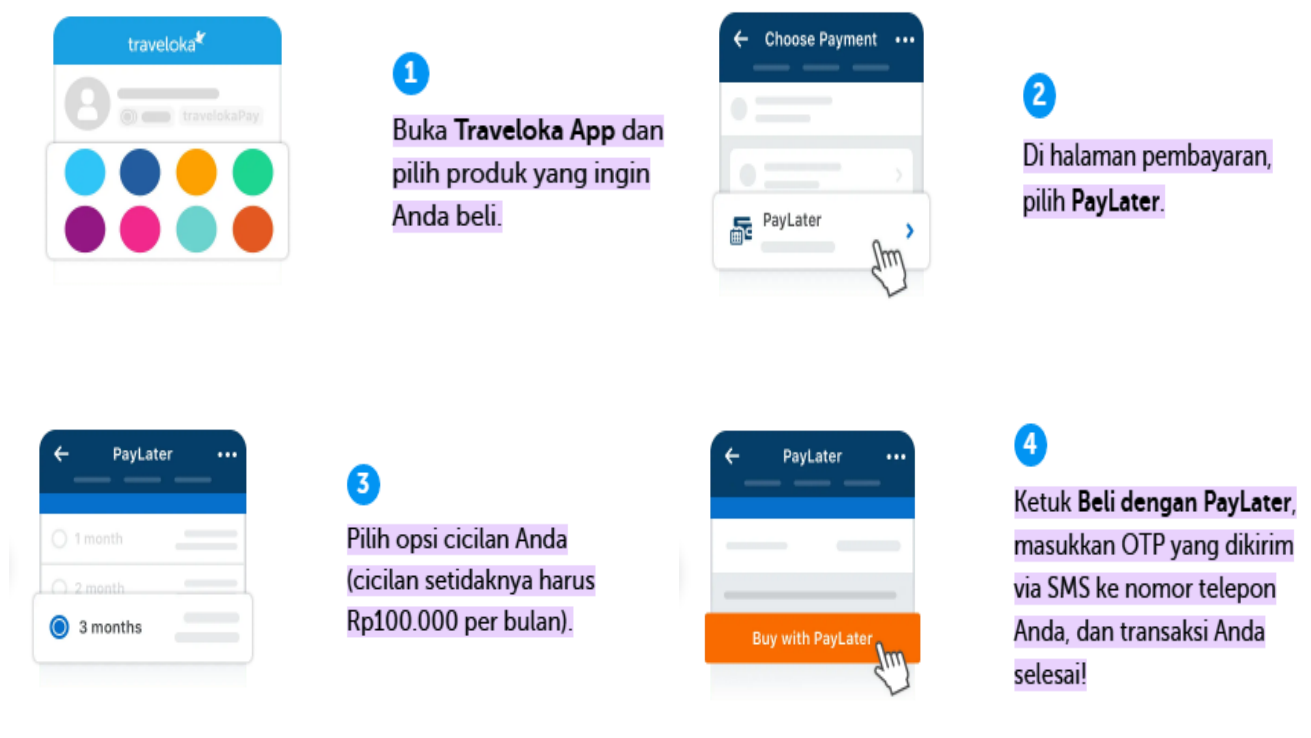 traveloka
travelokaPay
1
Buka Traveloka App dan
pilih produk yang ingin
Anda beli.
Choose Payment
PayLater
2
Di halaman pembayaran,
pilih PayLater.
PayLater
1 month
2 month
3 months
3
Pilih opsi cicilan Anda
(cicilan setidaknya harus
Rp100.000 per bulan).
PayLater
Buy with PayLater
4
Ketuk Beli dengan PayLater,
masukkan OTP yang dikirim
via SMS ke nomor telepon
Anda, dan transaksi Anda
selesai!